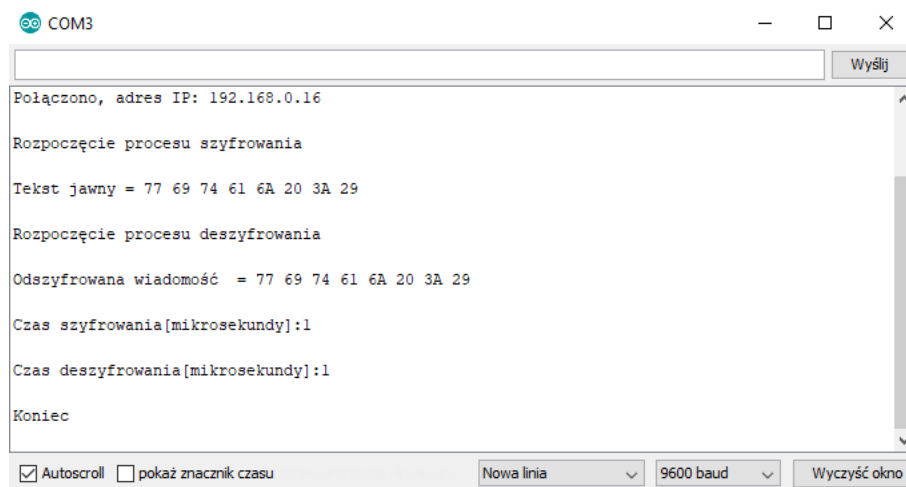 COM3
Wyślij
Połączono, adres IP: 192.168.0.16
Rozpoczęcie procesu szyfrowania
Tekst jawny = 77 69 74 61 6A 20 3A 29
Rozpoczęcie procesu deszyfrowania
Odszyfrowana wiadomość  = 77 69 74 61 6A 20 3A 29
Czas szyfrowania[mikrosekundy]:1
Czas deszyfrowania[mikrosekundy]:1
Koniec
Autoscroll pokaż znacznik czasu Nowa linia 9600 baud Wyczyść okno